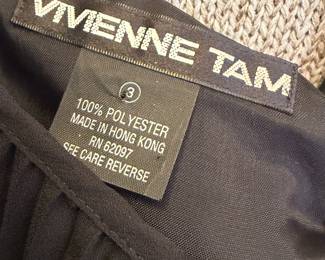 VIVIENNE TAM
3
100% POLYESTER
MADE IN HONG KONG
RN 62097
SEE CARE REVERSE